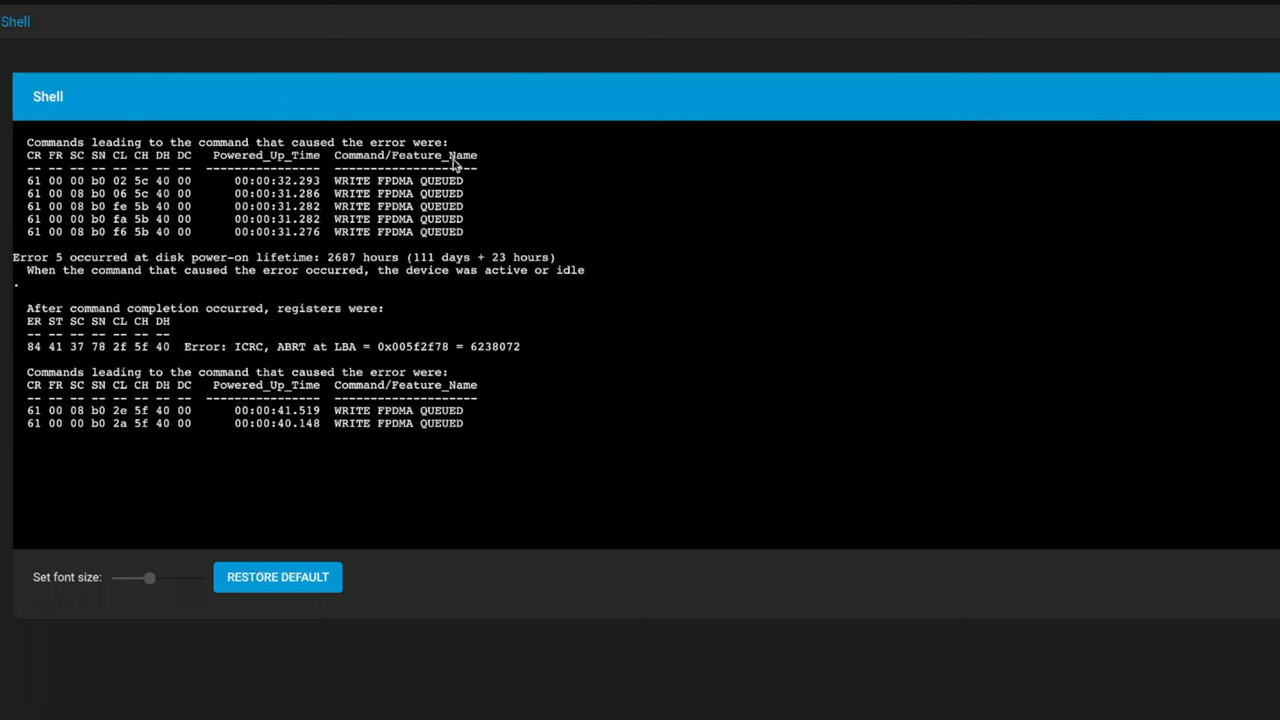 Shell
Shell
Commands leading to the command that caused the error were:
CR FR SC SN CL CH DH DC Powered_Up_Time Command/Feature_Name
-- -- -- -- -- -- -- -- ---------------- --------------------
61 00 00 b0 02 5c 40 00 00:00:32.293 WRITE FPDMA QUEUED
61 00 08 b0 06 5c 40 00 00:00:31.286 WRITE FPDMA QUEUED
61 00 08 b0 fe 5b 40 00 00:00:31.282 WRITE FPDMA QUEUED
61 00 00 b0 fa 5b 40 00 00:00:31.282 WRITE FPDMA QUEUED
61 00 08 b0 f6 5b 40 00 00:00:31.276 WRITE FPDMA QUEUED
Error 5 occurred at disk power-on lifetime: 2687 hours (111 days + 23 hours)
When the command that caused the error occurred, the device was active or idle
.
After command completion occurred, registers were:
ER ST SC SN CL CH DH
-- -- -- -- -- -- --
84 41 37 78 2f 5f 40 Error: ICRC, ABRT at LBA = 0x005f2f78 = 6238072
Commands leading to the command that caused the error were:
CR FR SC SN CL CH DH DC Powered_Up_Time Command/Feature_Name
-- -- -- -- -- -- -- -- ---------------- --------------------
61 00 08 b0 2e 5f 40 00 00:00:41.519 WRITE FPDMA QUEUED
61 00 00 b0 2a 5f 40 00 00:00:40.148 WRITE FPDMA QUEUED
Set font size: RESTORE DEFAULT